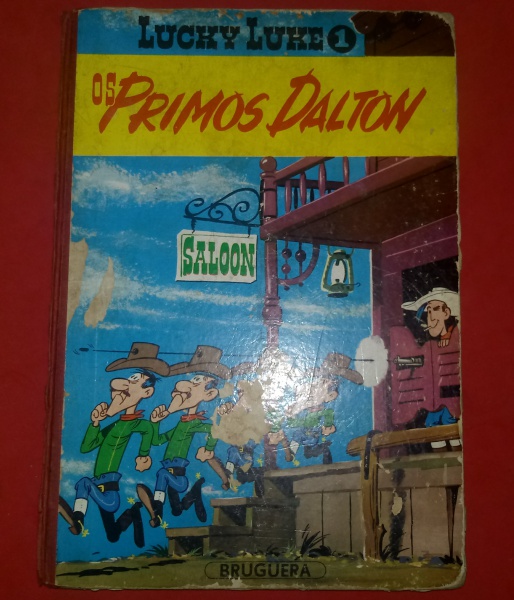 LUCKY LUKE 1
OS PRIMOS DALTON
SALOON
BRUGUERA